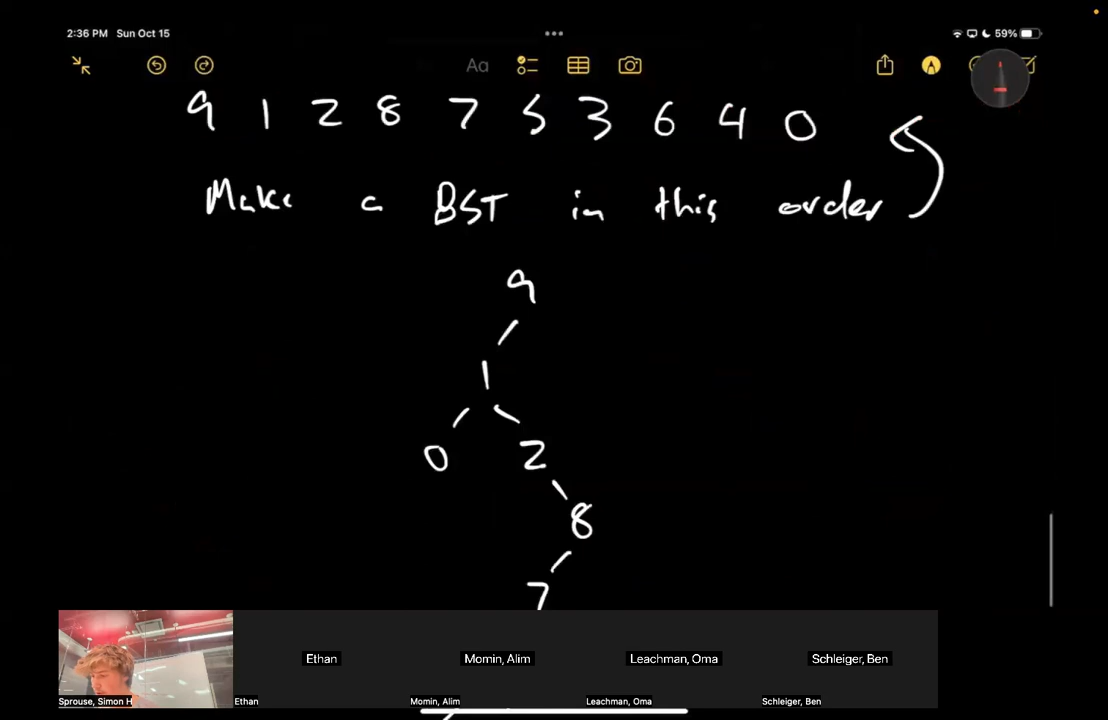 2:36 PM Sun Oct 15
59%
Aa
9 1 2 8 7 5 3 6 4 0
Make a BST in this order
9
1
0 2
8
7
Ethan Momin, Alim Leachman, Oma Schleiger, Ben
Sprouse, Simon H Ethan Momin, Alim Leachman, Oma Schleiger, Ben